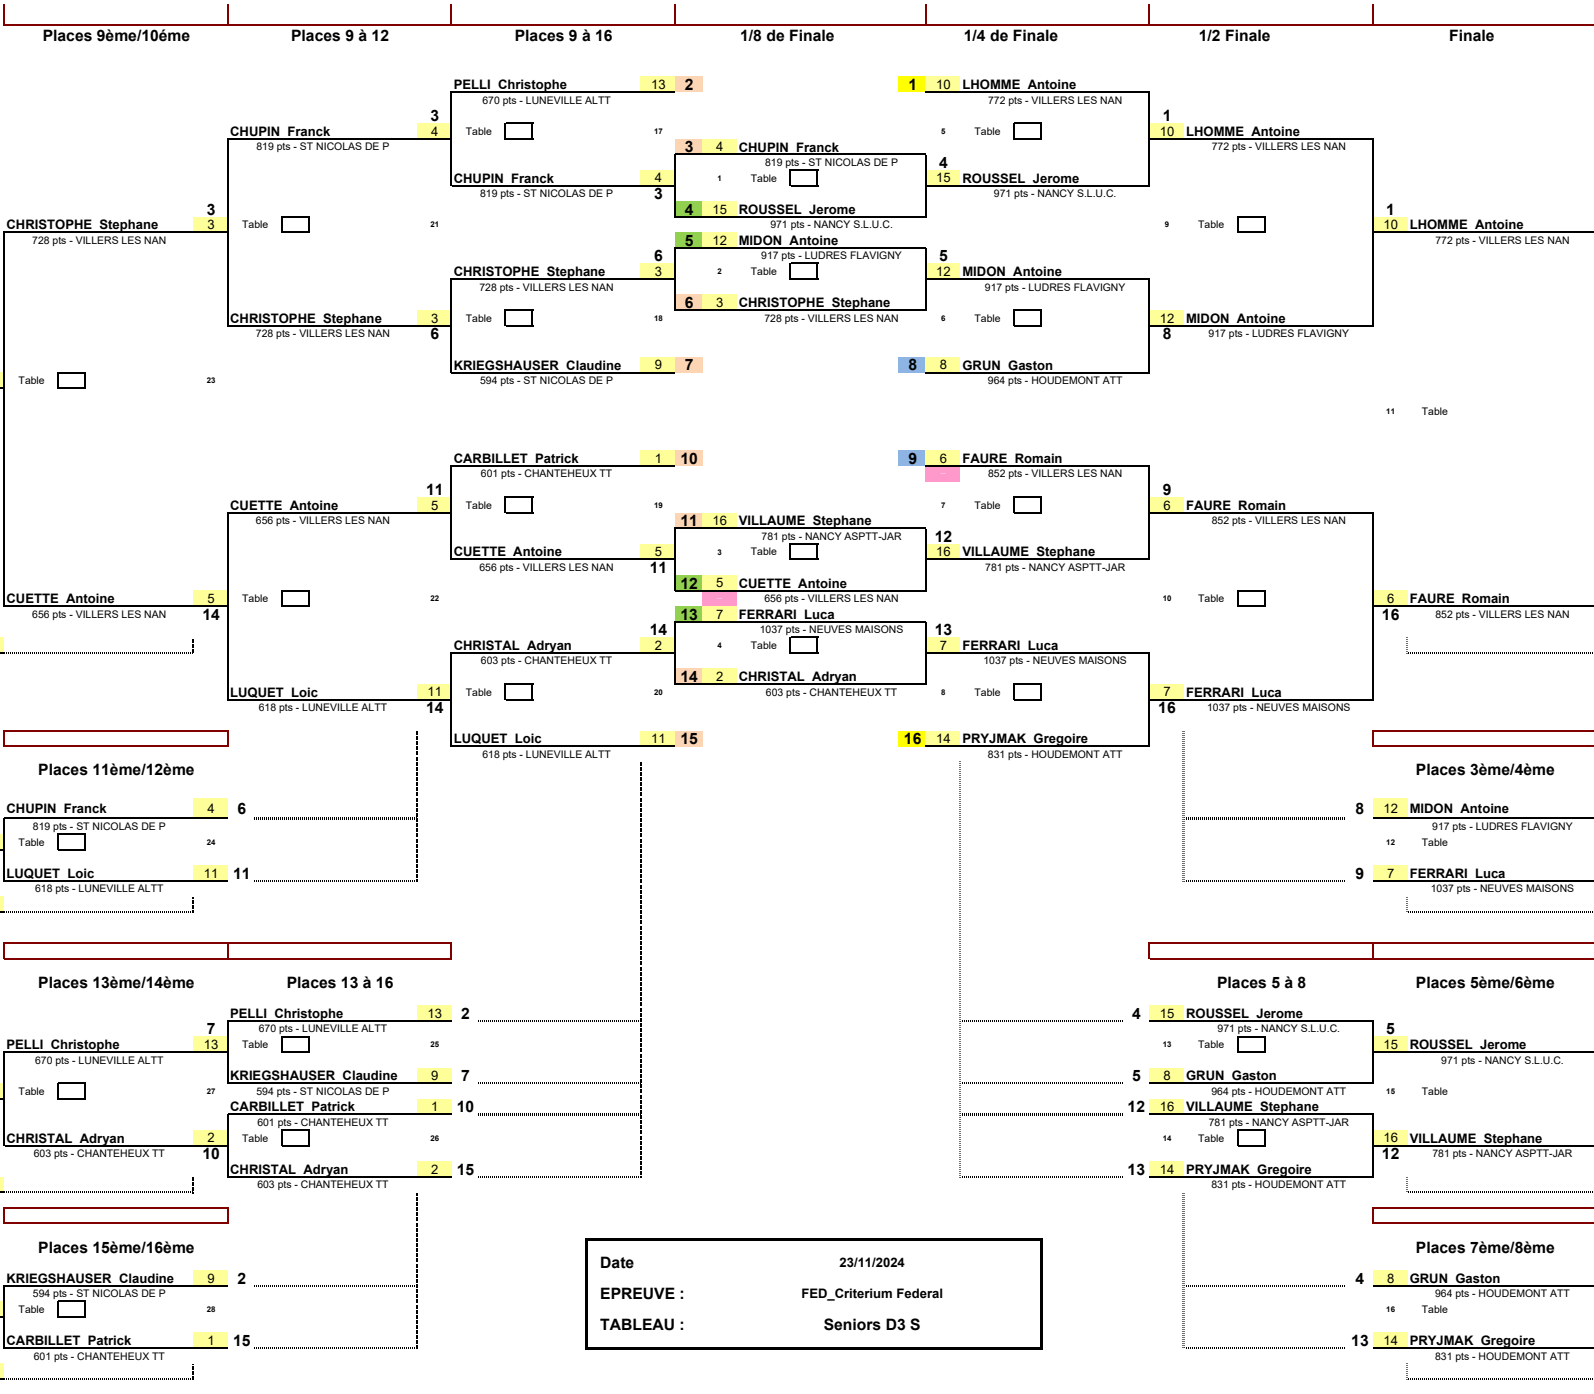 Places 9ème/10éme Places 9 à 12 Places 9 à 16 1/8 de Finale 1/4 de Finale 1/2 Finale Finale
PELLI Christophe 13 2 1 10 LHOMME Antoine
670 pts - LUNEVILLE ALTT 772 pts - VILLERS LES NAN
3 1
CHUPIN Franck 4 Table 17 5 Table 10 LHOMME Antoine
819 pts - ST NICOLAS DE P 3 4 CHUPIN Franck 772 pts - VILLERS LES NAN
819 pts - ST NICOLAS DE P 4
CHUPIN Franck 4 1 Table 15 ROUSSEL Jerome
819 pts - ST NICOLAS DE P 3 971 pts - NANCY S.L.U.C.
3 4 15 ROUSSEL Jerome 1
CHRISTOPHE Stephane 3 Table 21 971 pts - NANCY S.L.U.C. 9 Table 10 LHOMME Antoine
728 pts - VILLERS LES NAN 5 12 MIDON Antoine 772 pts - VILLERS LES NAN
6 917 pts - LUDRES FLAVIGNY 5
CHRISTOPHE Stephane 3 2 Table 12 MIDON Antoine
728 pts - VILLERS LES NAN 917 pts - LUDRES FLAVIGNY
6 3 CHRISTOPHE Stephane
CHRISTOPHE Stephane 3 Table 18 728 pts - VILLERS LES NAN 6 Table 12 MIDON Antoine
728 pts - VILLERS LES NAN 6 8 917 pts - LUDRES FLAVIGNY
KRIEGSHAUSER Claudine 9 7 8 8 GRUN Gaston
Table 23 594 pts - ST NICOLAS DE P 964 pts - HOUDEMONT ATT
11 Table
CARBILLET Patrick 1 10 9 6 FAURE Romain
601 pts - CHANTEHEUX TT 852 pts - VILLERS LES NAN
11 9
CUETTE Antoine 5 Table 19 7 Table 6 FAURE Romain
656 pts - VILLERS LES NAN 11 16 VILLAUME Stephane 852 pts - VILLERS LES NAN
781 pts - NANCY ASPTT-JAR 12
CUETTE Antoine 5 3 Table 16 VILLAUME Stephane
656 pts - VILLERS LES NAN 11 781 pts - NANCY ASPTT-JAR
12 5 CUETTE Antoine
CUETTE Antoine 5 Table 22 656 pts - VILLERS LES NAN 10 Table 6 FAURE Romain
656 pts - VILLERS LES NAN 14 13 7 FERRARI Luca 16 852 pts - VILLERS LES NAN
14 1037 pts - NEUVES MAISONS 13
CHRISTAL Adryan 2 4 Table 7 FERRARI Luca
603 pts - CHANTEHEUX TT 1037 pts - NEUVES MAISONS
14 2 CHRISTAL Adryan
LUQUET Loic 11 Table 20 603 pts - CHANTEHEUX TT 8 Table 7 FERRARI Luca
618 pts - LUNEVILLE ALTT 14 16 1037 pts - NEUVES MAISONS
LUQUET Loic 11 15 16 14 PRYJMAK Gregoire
618 pts - LUNEVILLE ALTT 831 pts - HOUDEMONT ATT
Places 11ème/12ème Places 3ème/4ème
CHUPIN Franck 4 6 8 12 MIDON Antoine
819 pts - ST NICOLAS DE P 917 pts - LUDRES FLAVIGNY
Table 24 12 Table
LUQUET Loic 11 11 9 7 FERRARI Luca
618 pts - LUNEVILLE ALTT 1037 pts - NEUVES MAISONS
Places 13ème/14ème Places 13 à 16 Places 5 à 8 Places 5ème/6ème
PELLI Christophe 13 2 4 15 ROUSSEL Jerome
7 670 pts - LUNEVILLE ALTT 971 pts - NANCY S.L.U.C. 5
PELLI Christophe 13 Table 25 13 Table 15 ROUSSEL Jerome
670 pts - LUNEVILLE ALTT 971 pts - NANCY S.L.U.C.
KRIEGSHAUSER Claudine 9 7 5 8 GRUN Gaston
Table 27 594 pts - ST NICOLAS DE P 964 pts - HOUDEMONT ATT 15 Table
CARBILLET Patrick 1 10 12 16 VILLAUME Stephane
601 pts - CHANTEHEUX TT 781 pts - NANCY ASPTT-JAR
CHRISTAL Adryan 2 Table 26 14 Table 16 VILLAUME Stephane
603 pts - CHANTEHEUX TT 10 12 781 pts - NANCY ASPTT-JAR
CHRISTAL Adryan 2 15 13 14 PRYJMAK Gregoire
603 pts - CHANTEHEUX TT 831 pts - HOUDEMONT ATT
Places 15ème/16ème Places 7ème/8ème
KRIEGSHAUSER Claudine 9 2 4 8 GRUN Gaston
594 pts - ST NICOLAS DE P 964 pts - HOUDEMONT ATT
Table 28 16 Table
CARBILLET Patrick 1 15 13 14 PRYJMAK Gregoire
601 pts - CHANTEHEUX TT 831 pts - HOUDEMONT ATT
Date 23/11/2024
EPREUVE : FED_Criterium Federal
TABLEAU : Seniors D3 S